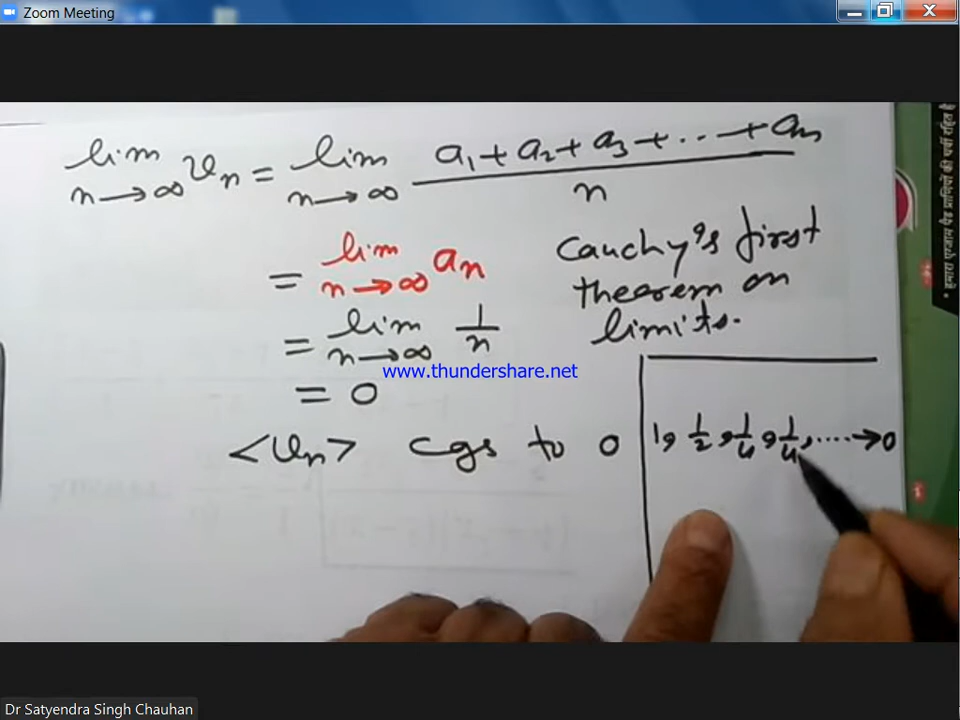 Zoom Meeting
lim n→∞ vn = lim n→∞ a1 + a2 + a3 + ... + an / n
= lim n→∞ an
Cauchy's first
theorem on
limits.
= lim n→∞ 1/n
www.thundershare.net
= 0
<vn> cgs to 0
1, 1/2, 1/4, 1/4, .... → 0
Dr Satyendra Singh Chauhan